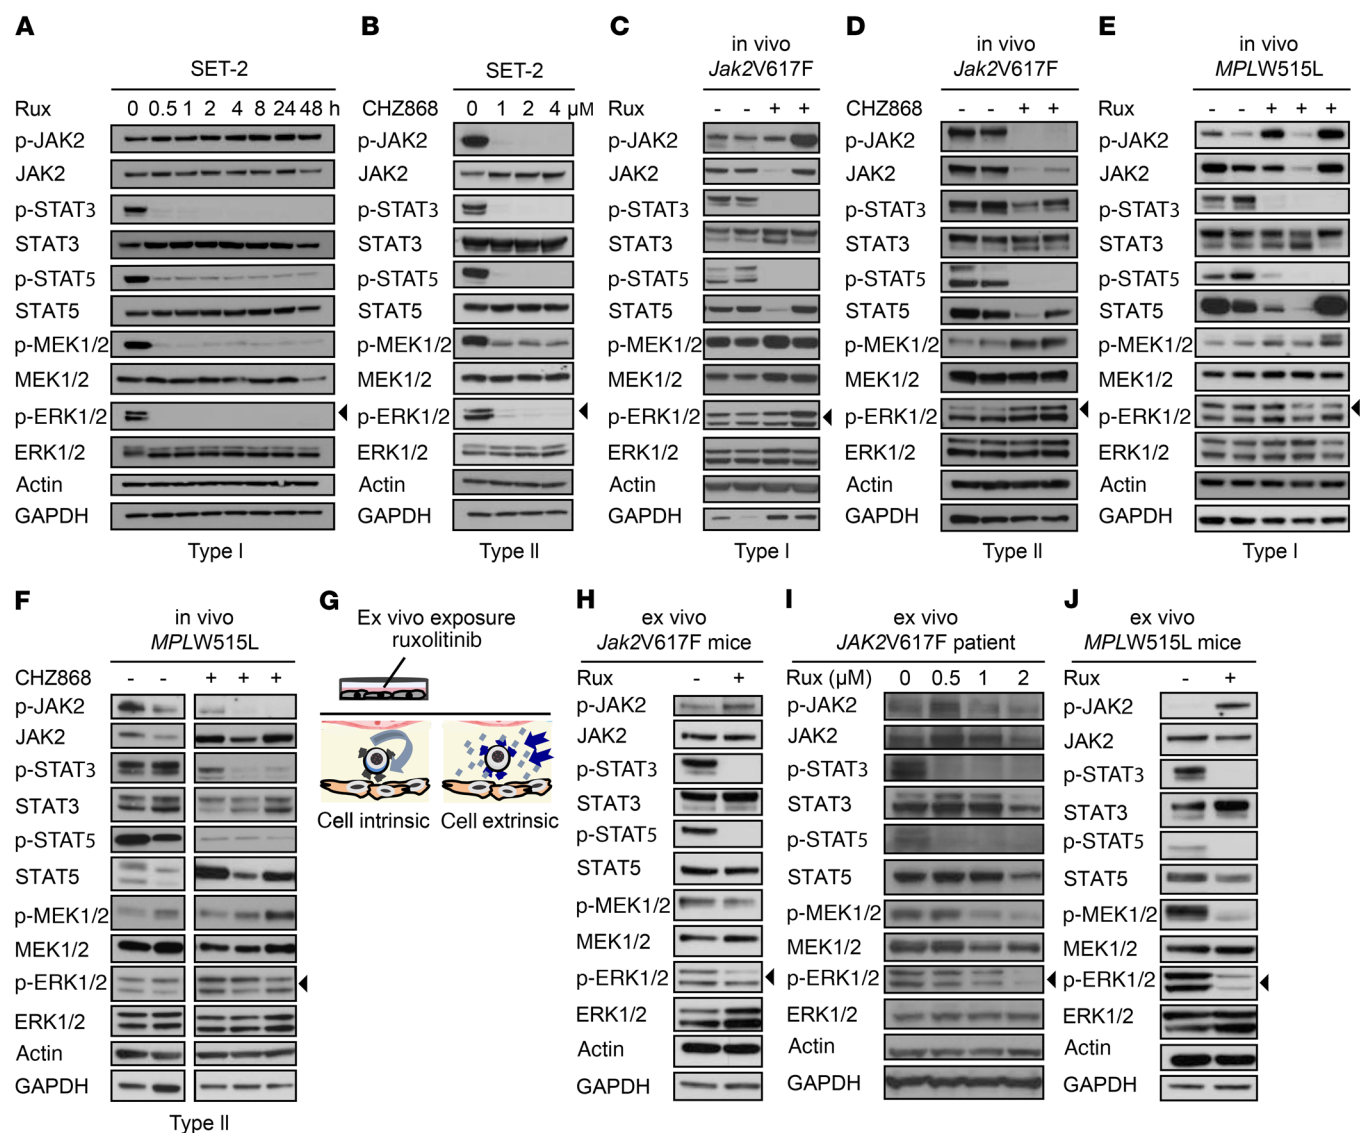 A
SET-2
Rux 0 0.5 1 2 4 8 24 48 h
p-JAK2
JAK2
p-STAT3
STAT3
p-STAT5
STAT5
p-MEK1/2
MEK1/2
p-ERK1/2
ERK1/2
Actin
GAPDH
Type I
B
SET-2
CHZ868 0 1 2 4 µM
p-JAK2
JAK2
p-STAT3
STAT3
p-STAT5
STAT5
p-MEK1/2
MEK1/2
p-ERK1/2
ERK1/2
Actin
GAPDH
Type II
C
in vivo
Jak2V617F
Rux - - + +
p-JAK2
JAK2
p-STAT3
STAT3
p-STAT5
STAT5
p-MEK1/2
MEK1/2
p-ERK1/2
ERK1/2
Actin
GAPDH
Type I
D
in vivo
Jak2V617F
CHZ868 - - + +
p-JAK2
JAK2
p-STAT3
STAT3
p-STAT5
STAT5
p-MEK1/2
MEK1/2
p-ERK1/2
ERK1/2
Actin
GAPDH
Type II
E
in vivo
MPLW515L
Rux - - + + +
p-JAK2
JAK2
p-STAT3
STAT3
p-STAT5
STAT5
p-MEK1/2
MEK1/2
p-ERK1/2
ERK1/2
Actin
GAPDH
Type I
F
in vivo
MPLW515L
CHZ868 - - + + +
p-JAK2
JAK2
p-STAT3
STAT3
p-STAT5
STAT5
p-MEK1/2
MEK1/2
p-ERK1/2
ERK1/2
Actin
GAPDH
Type II
G
Ex vivo exposure
ruxolitinib
Cell intrinsic Cell extrinsic
H
ex vivo
Jak2V617F mice
Rux - +
p-JAK2
JAK2
p-STAT3
STAT3
p-STAT5
STAT5
p-MEK1/2
MEK1/2
p-ERK1/2
ERK1/2
Actin
GAPDH
I
ex vivo
JAK2V617F patient
Rux (µM) 0 0.5 1 2
p-JAK2
JAK2
p-STAT3
STAT3
p-STAT5
STAT5
p-MEK1/2
MEK1/2
p-ERK1/2
ERK1/2
Actin
GAPDH
J
ex vivo
MPLW515L mice
Rux - +
p-JAK2
JAK2
p-STAT3
STAT3
p-STAT5
STAT5
p-MEK1/2
MEK1/2
p-ERK1/2
ERK1/2
Actin
GAPDH